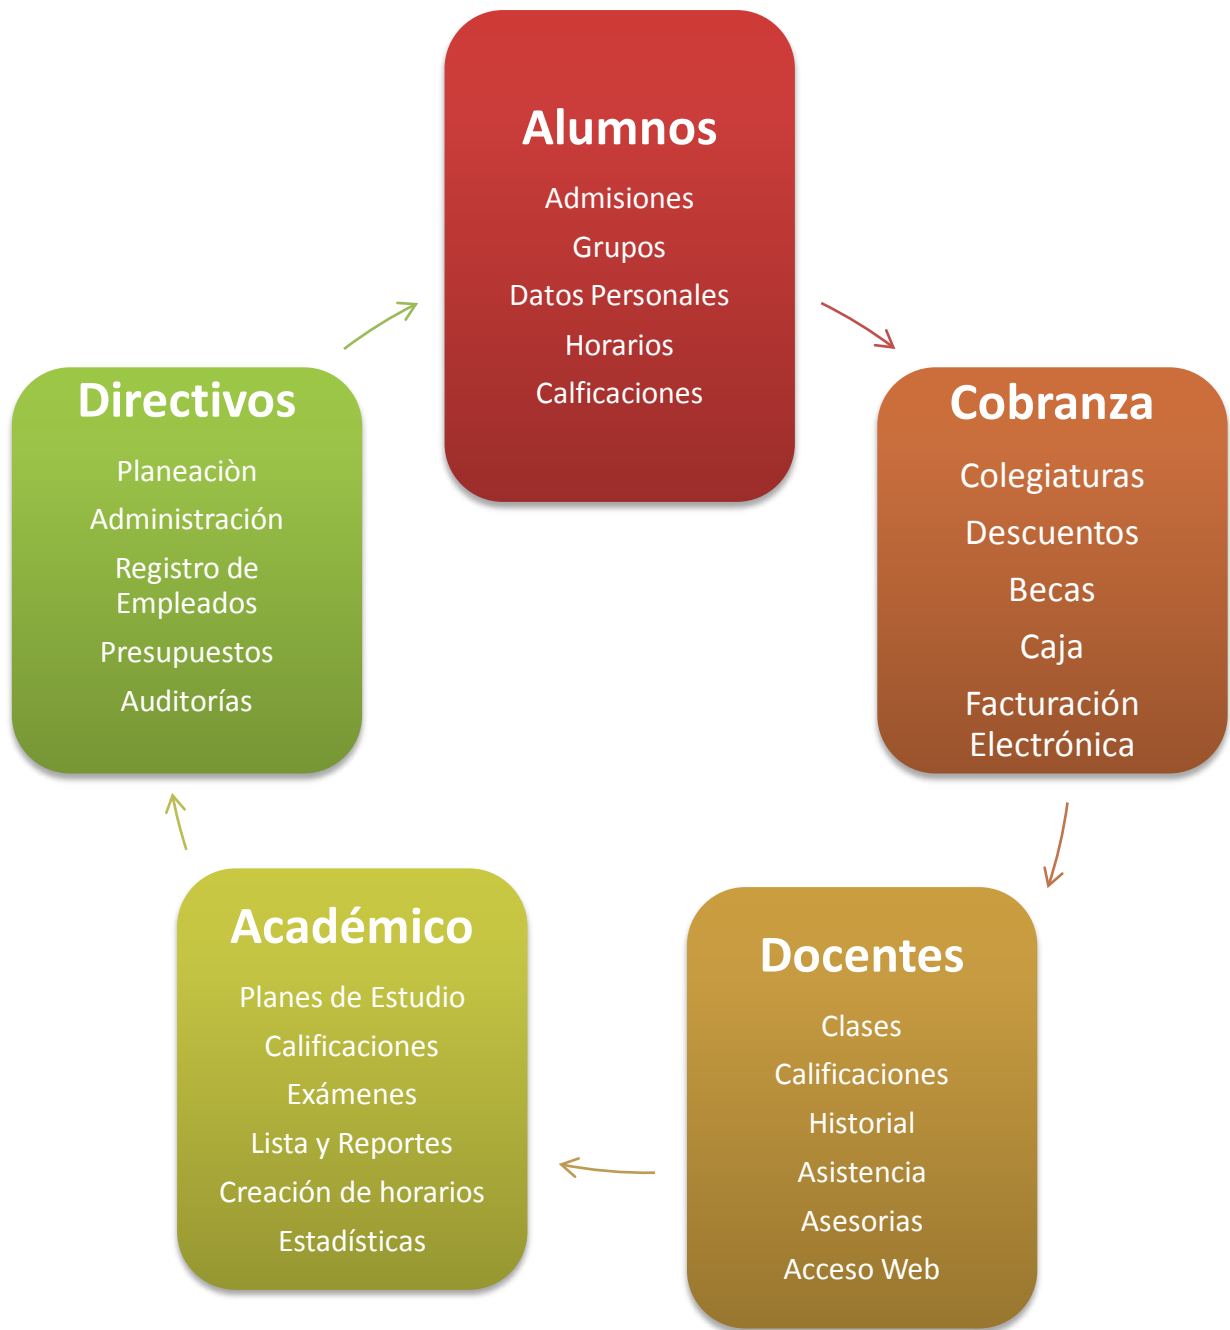 Alumnos
Admisiones
Grupos
Datos Personales
Horarios
Calficaciones
Cobranza
Colegiaturas
Descuentos
Becas
Caja
Facturación
Electrónica
Docentes
Clases
Calificaciones
Historial
Asistencia
Asesorias
Acceso Web
Académico
Planes de Estudio
Calificaciones
Exámenes
Lista y Reportes
Creación de horarios
Estadísticas
Directivos
Planeaciòn
Administración
Registro de
Empleados
Presupuestos
Auditorías